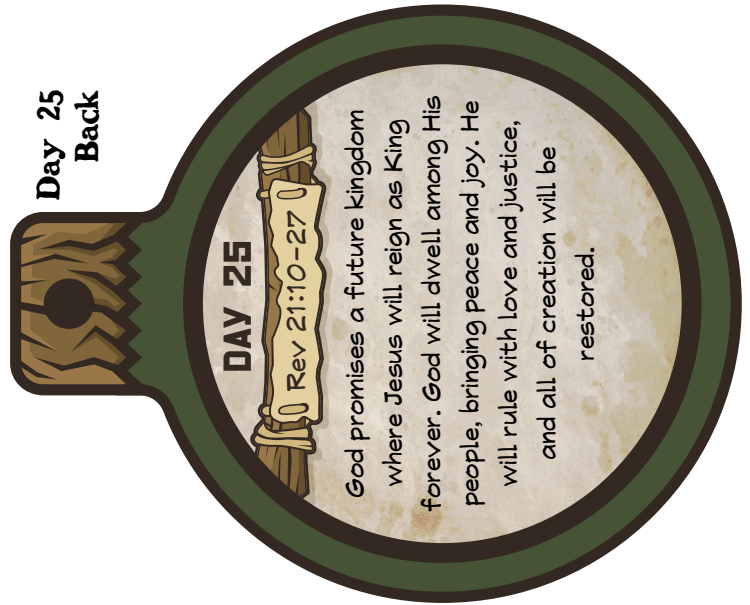 Day 25
Back
DAY 25
Rev 21:10-27
God promises a future kingdom
where Jesus will reign as King
forever. God will dwell among His
people, bringing peace and joy. He
will rule with love and justice,
and all of creation will be
restored.